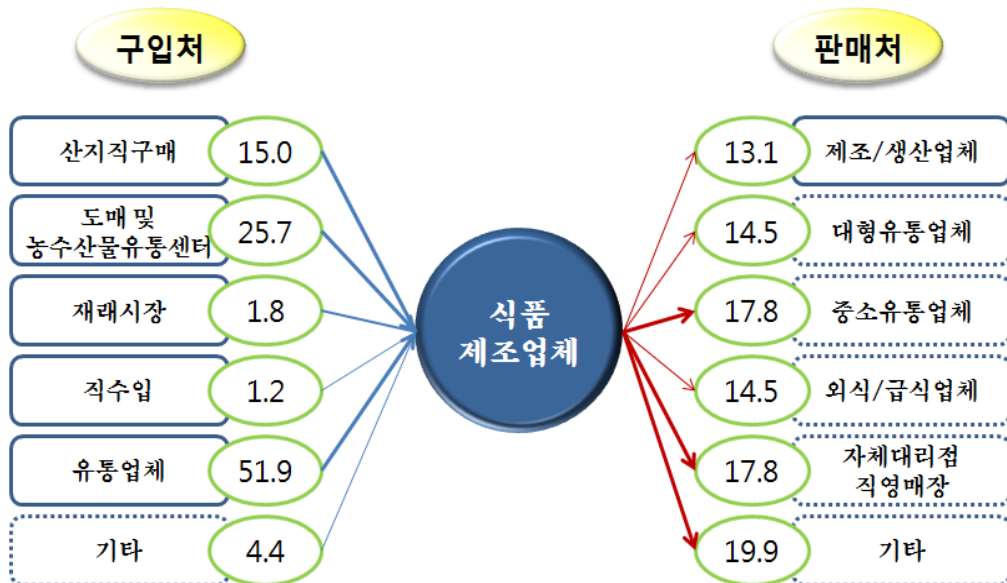 구입처
산지직구매
15.0
도매 및
농수산물유통센터
25.7
재래시장
1.8
직수입
1.2
유통업체
51.9
기타
4.4
식품
제조업체
판매처
13.1
제조/생산업체
14.5
대형유통업체
17.8
중소유통업체
14.5
외식/급식업체
17.8
자체대리점
직영매장
19.9
기타